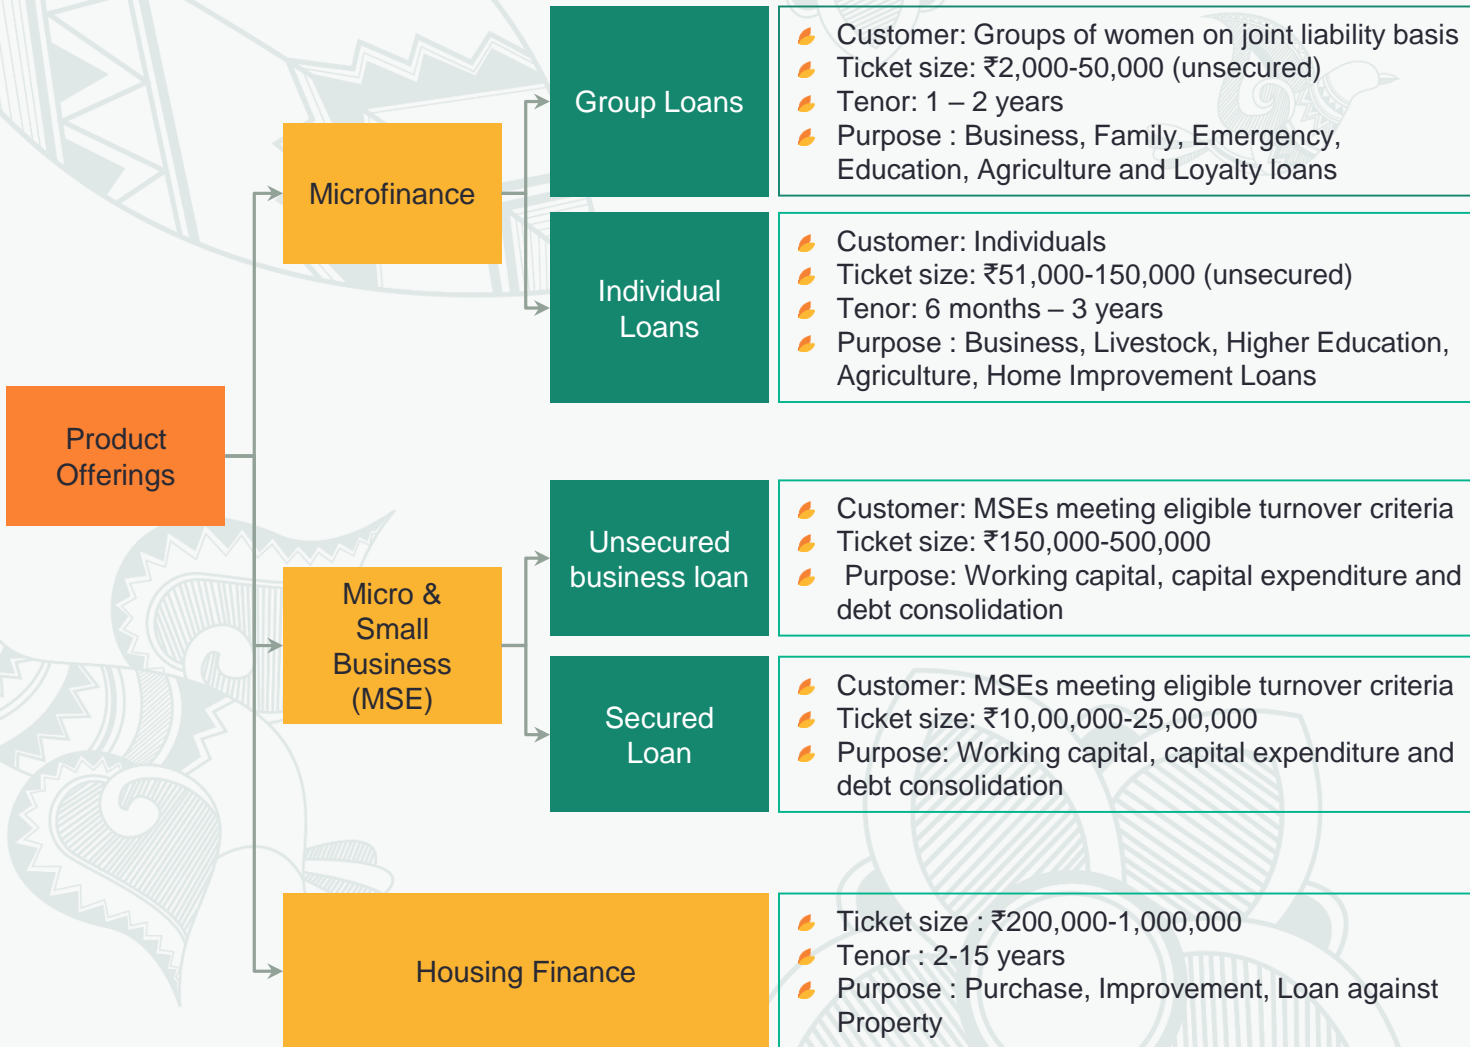 Product
Offerings
Microfinance
Group Loans
Customer: Groups of women on joint liability basis
Ticket size: ₹2,000-50,000 (unsecured)
Tenor: 1 – 2 years
Purpose : Business, Family, Emergency,
Education, Agriculture and Loyalty loans
Individual
Loans
Customer: Individuals
Ticket size: ₹51,000-150,000 (unsecured)
Tenor: 6 months – 3 years
Purpose : Business, Livestock, Higher Education,
Agriculture, Home Improvement Loans
Micro &
Small
Business
(MSE)
Unsecured
business loan
Customer: MSEs meeting eligible turnover criteria
Ticket size: ₹150,000-500,000
Purpose: Working capital, capital expenditure and
debt consolidation
Secured
Loan
Customer: MSEs meeting eligible turnover criteria
Ticket size: ₹10,00,000-25,00,000
Purpose: Working capital, capital expenditure and
debt consolidation
Housing Finance
Ticket size : ₹200,000-1,000,000
Tenor : 2-15 years
Purpose : Purchase, Improvement, Loan against
Property